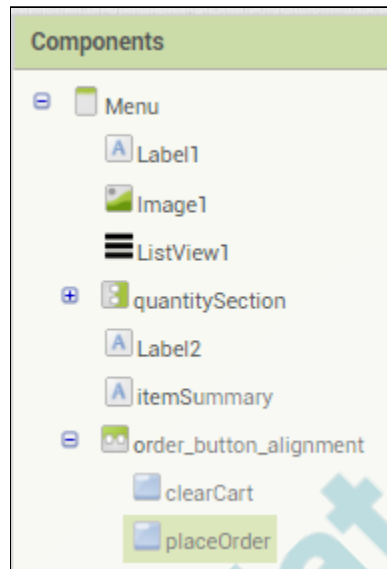 Components
Menu
Label1
Image1
ListView1
quantitySection
Label2
itemSummary
order_button_alignment
clearCart
placeOrder